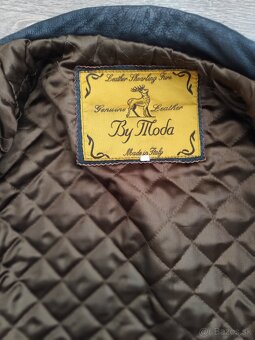 Leather Shearling Furs
Genuine Leather
By Moda
Made in Italy